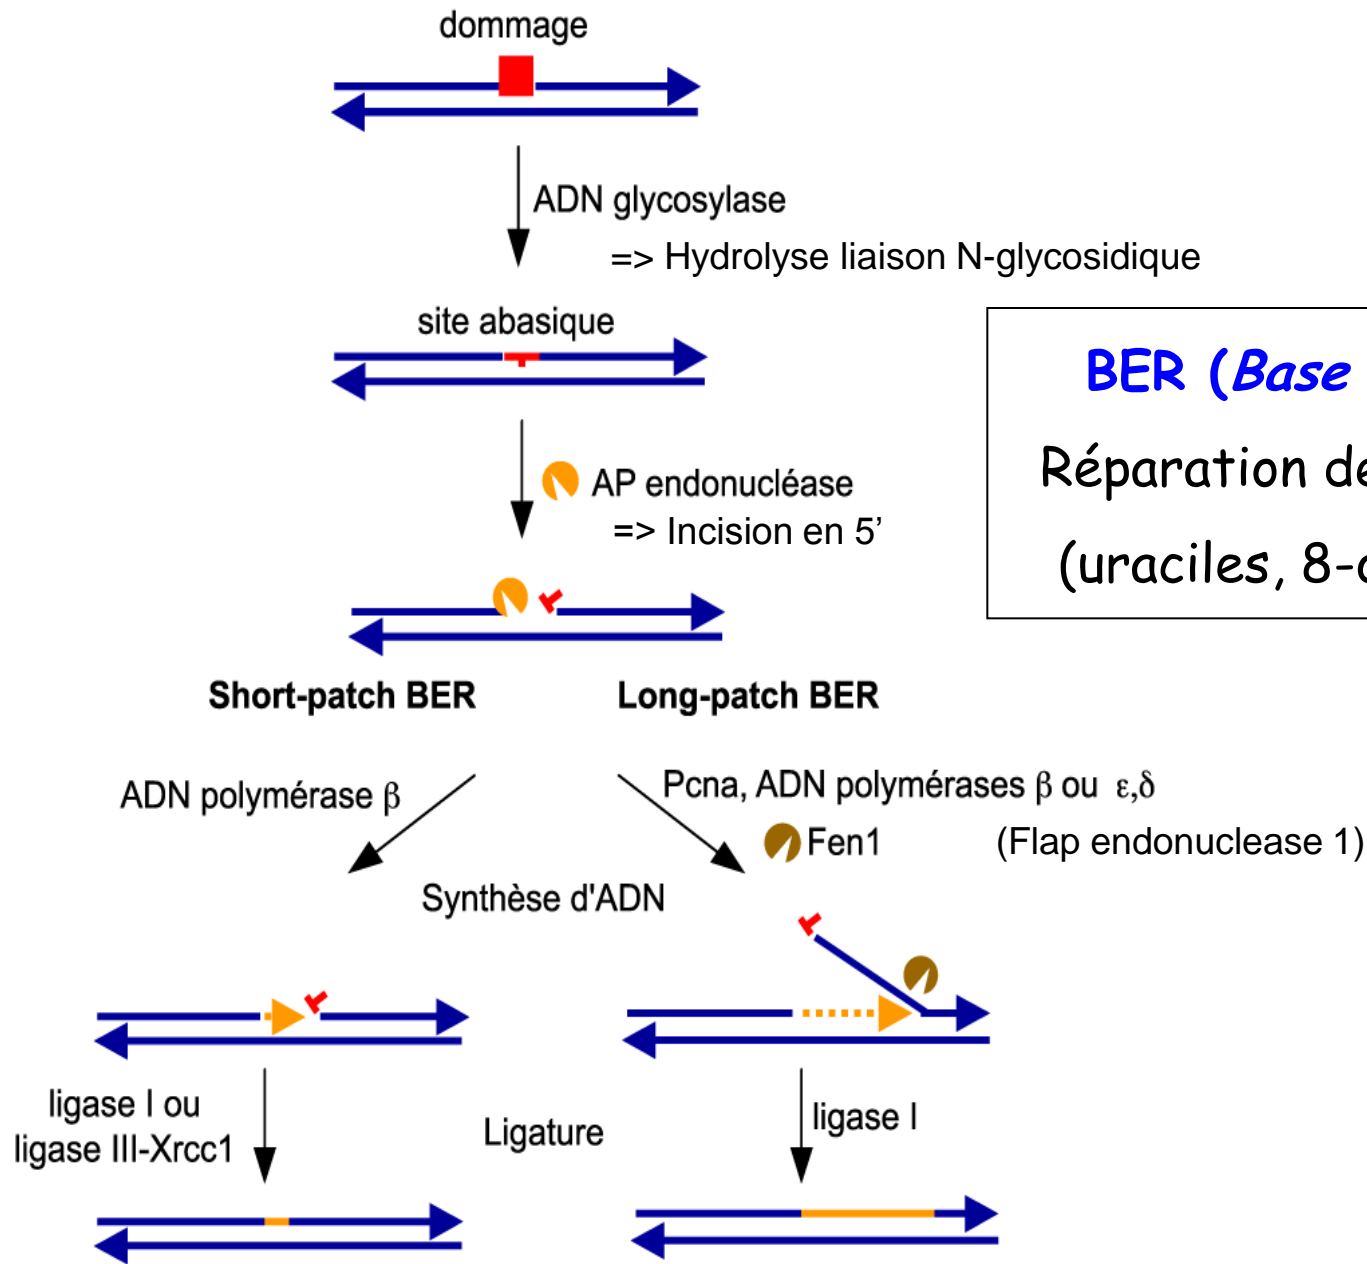 dommage
ADN glycosylase
=> Hydrolyse liaison N-glycosidique
site abasique
BER (Base
Réparation de
(uraciles, 8-
AP endonucléase
=> Incision en 5’
Short-patch BER
Long-patch BER
ADN polymérase β
Pcna, ADN polymérases β ou ε,δ
Fen1
(Flap endonuclease 1)
Synthèse d'ADN
ligase I ou
ligase III-Xrcc1
Ligature
ligase I